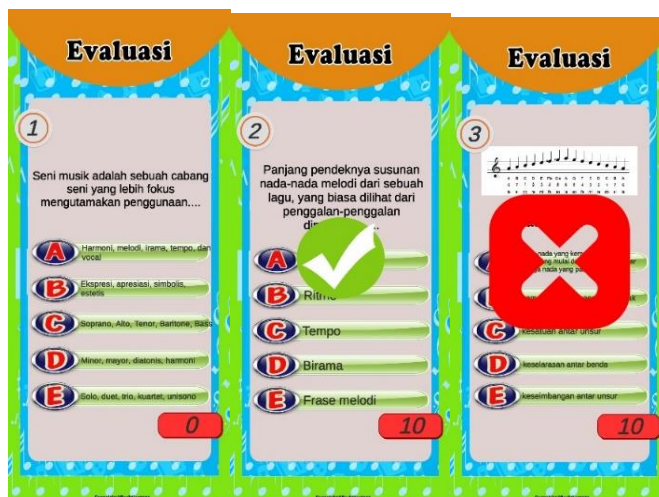 Evaluasi
1
Seni musik adalah sebuah cabang
seni yang lebih fokus
mengutamakan penggunaan....
A Harmoni, melodi, irama, tempo, dan
vocal
B Ekspresi, apresiasi, simbolis,
estetis
C Soprano, Alto, Tenor, Baritone, Bass
D Minor, mayor, diatonis, harmoni
E Solo, duet, trio, kuartet, unisono
0
Evaluasi
2
Panjang pendeknya susunan
nada-nada melodi dari sebuah
lagu, yang biasa dilihat dari
penggalan-penggalan
A
B Ritme
C Tempo
D Birama
E Frase melodi
10
Evaluasi
3
nada yang
C kesatuan antar unsur
D keselarasan antar benda
E keseimbangan antar unsur
10